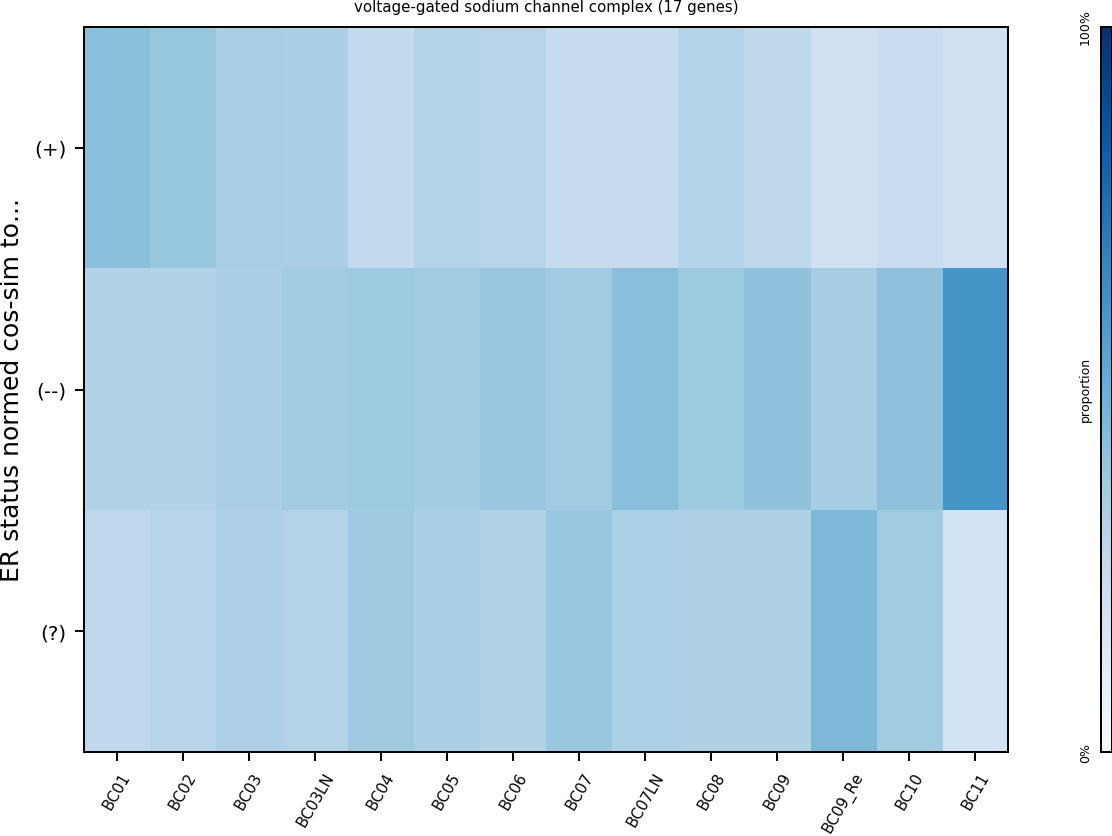 voltage-gated sodium channel complex (17 genes)
ER status normed cos-sim to...
(+)
(--)
(?)
BC01
BC02
BC03
BC03LN
BC04
BC05
BC06
BC07
BC07LN
BC08
BC09
BC09_Re
BC10
BC11
100%
proportion
0%